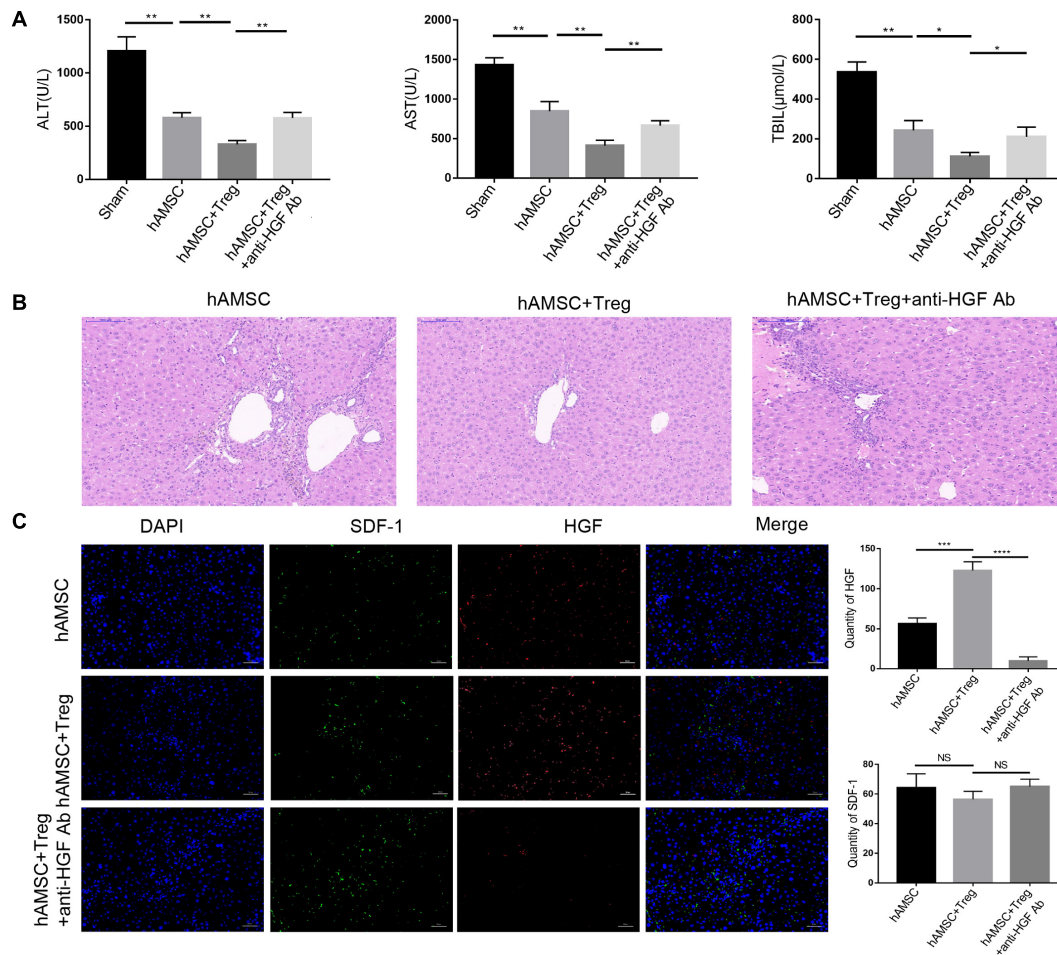 A
ALT(U/L)
1500
1000
500
0
**
**
**
Sham
hAMSC
hAMSC+Treg
hAMSC+Treg
+anti-HGF Ab
AST(U/L)
2000
1500
1000
500
0
**
**
**
Sham
hAMSC
hAMSC+Treg
hAMSC+Treg
+anti-HGF Ab
TBIL(μmol/L)
800
600
400
200
0
**
*
*
Sham
hAMSC
hAMSC+Treg
hAMSC+Treg
+anti-HGF Ab
B
hAMSC
hAMSC+Treg
hAMSC+Treg+anti-HGF Ab
C
DAPI
SDF-1
HGF
Merge
hAMSC
hAMSC+Treg
hAMSC+Treg
+anti-HGF Ab
Quantity of HGF
150
100
50
0
***
****
hAMSC
hAMSC+Treg
hAMSC+Treg
+anti-HGF Ab
Quantity of SDF-1
80
60
40
20
0
NS
NS
hAMSC
hAMSC+Treg
hAMSC+Treg
+anti-HGF Ab